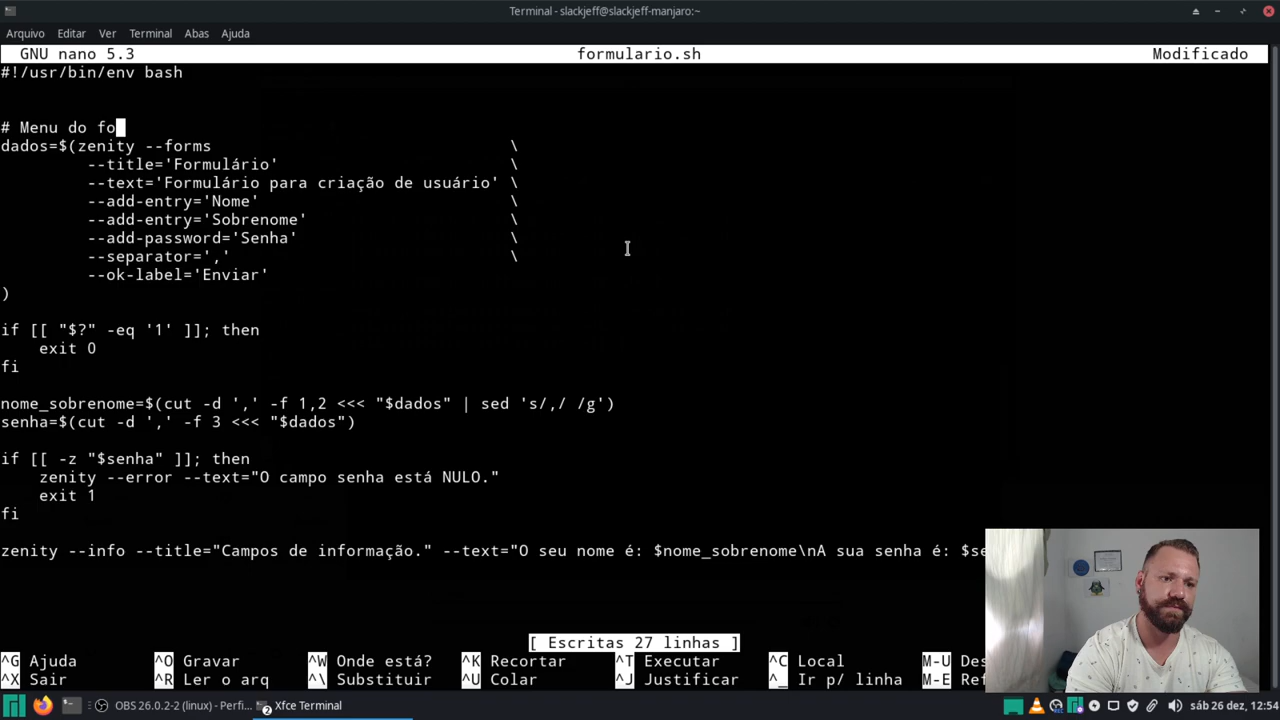 Terminal - slackjeff@slackjeff-manjaro:~
Arquivo Editar Ver Terminal Abas Ajuda
GNU nano 5.3 formulario.sh Modificado
#!/usr/bin/env bash
# Menu do fo
dados=$(zenity --forms \
--title='Formulário' \
--text='Formulário para criação de usuário' \
--add-entry='Nome' \
--add-entry='Sobrenome' \
--add-password='Senha' \
--separator=',' \
--ok-label='Enviar'
)
if [[ "$?" -eq '1' ]]; then
exit 0
fi
nome_sobrenome=$(cut -d ',' -f 1,2 <<< "$dados" | sed 's/,/ /g')
senha=$(cut -d ',' -f 3 <<< "$dados")
if [[ -z "$senha" ]]; then
zenity --error --text="O campo senha está NULO."
exit 1
fi
zenity --info --title="Campos de informação." --text="O seu nome é: $nome_sobrenome\nA sua senha é: $se
[ Escritas 27 linhas ]
^G Ajuda ^O Gravar ^W Onde está? ^K Recortar ^T Executar ^C Local M-U Des
^X Sair ^R Ler o arq ^\ Substituir ^U Colar ^J Justificar ^_ Ir p/ linha M-E Ref
OBS 26.0.2-2 (linux) - Perfi... Xfce Terminal sáb 26 dez, 12:54